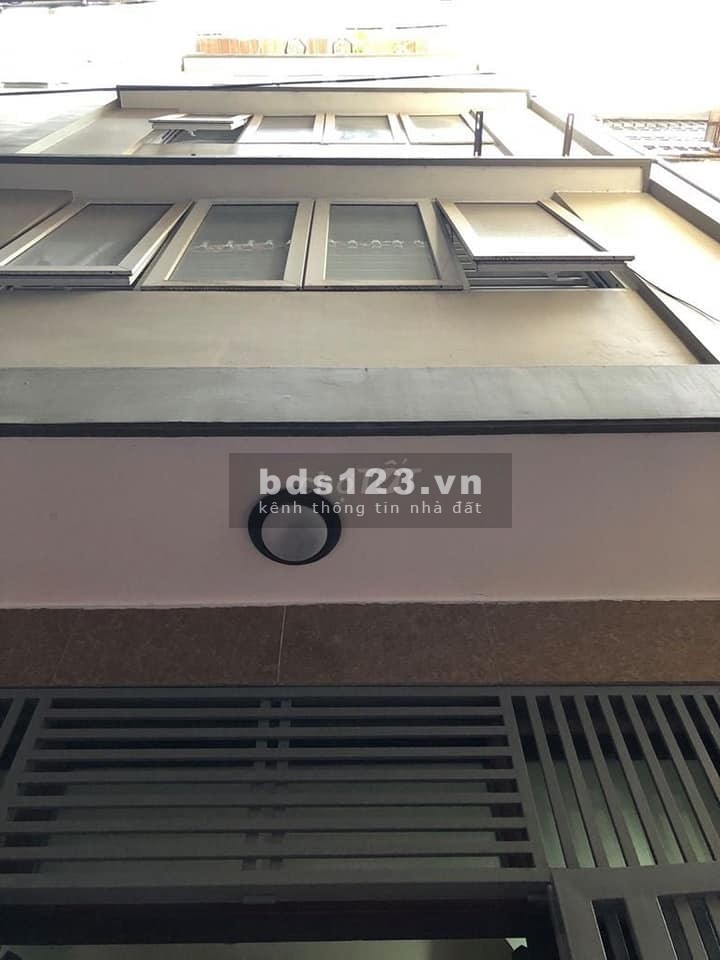 bds123.vn
kênh thông tin nhà đất